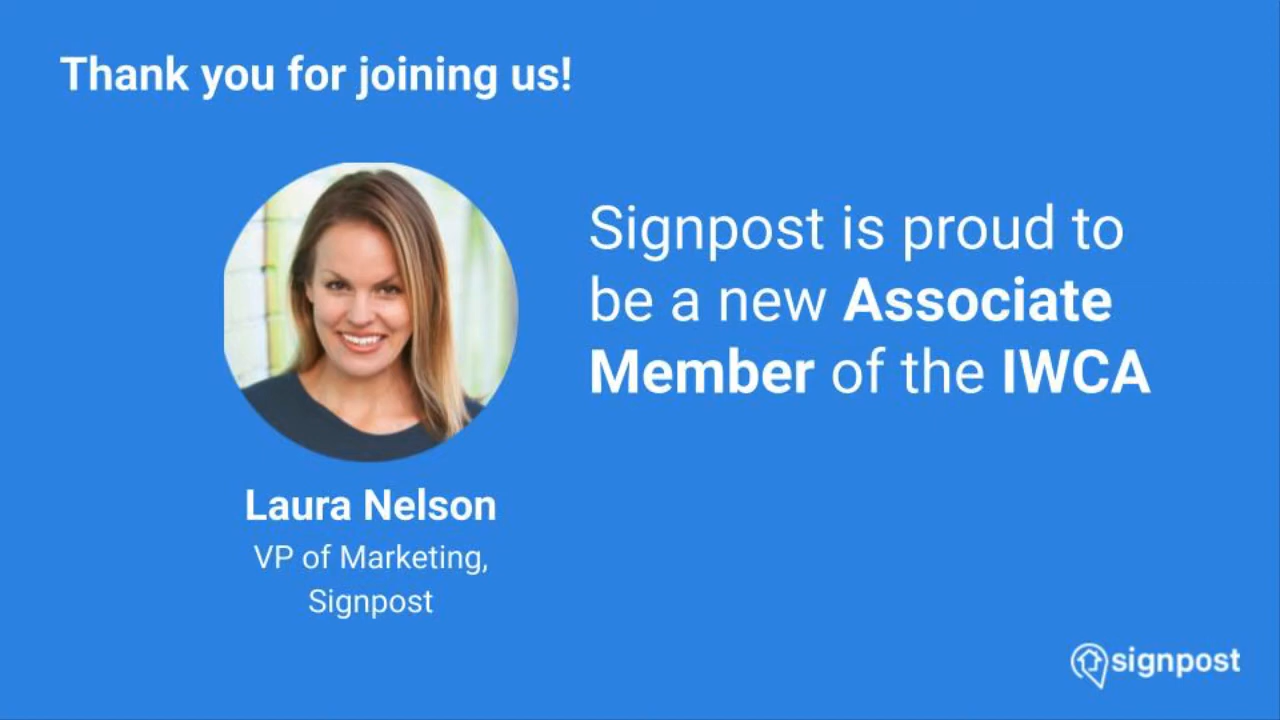 Thank you for joining us!
Signpost is proud to
be a new Associate
Member of the IWCA
Laura Nelson
VP of Marketing,
Signpost
signpost